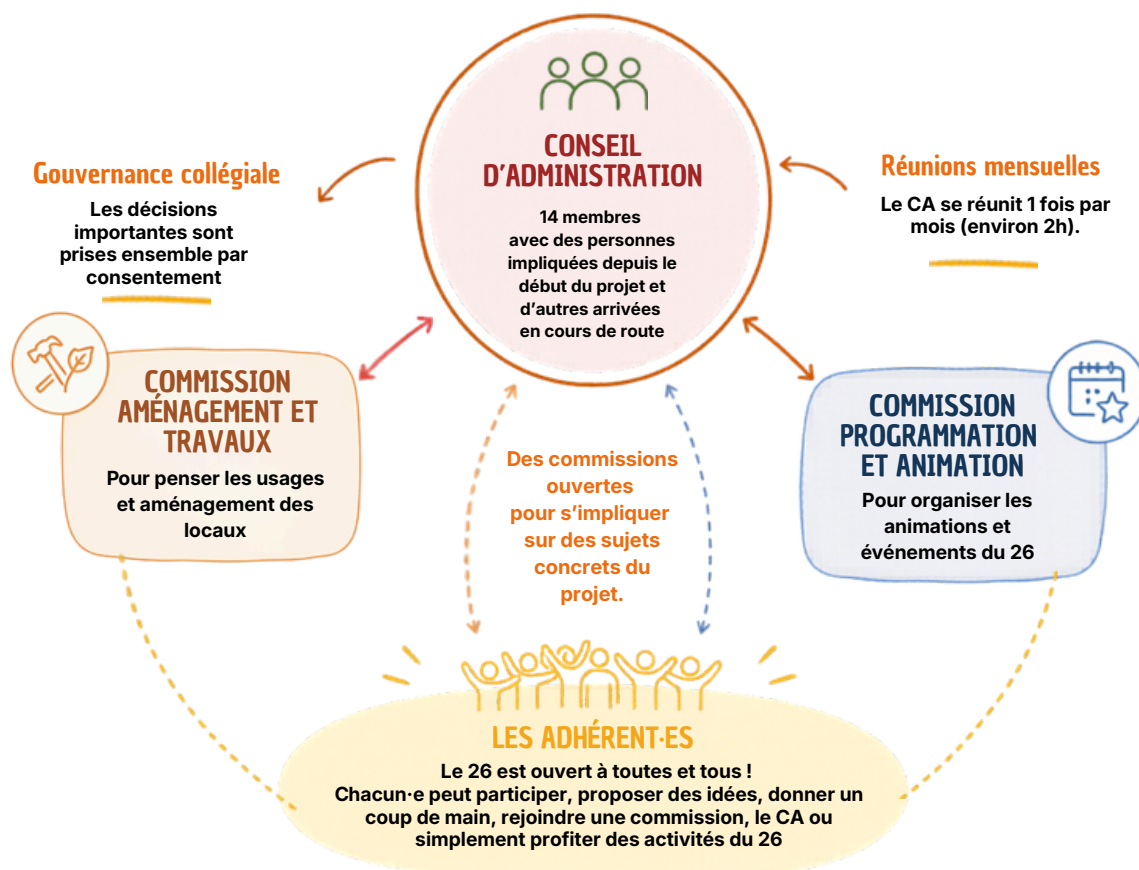 CONSEIL
D'ADMINISTRATION
14 membres
avec des personnes
impliquées depuis le
début du projet et
d'autres arrivées
en cours de route
Gouvernance collégiale
Les décisions
importantes sont
prises ensemble par
consentement
Réunions mensuelles
Le CA se réunit 1 fois par
mois (environ 2h).
COMMISSION
AMÉNAGEMENT ET
TRAVAUX
Pour penser les usages
et aménagement des
locaux
Des commissions
ouvertes
pour s'impliquer
sur des sujets
concrets du
projet.
COMMISSION
PROGRAMMATION
ET ANIMATION
Pour organiser les
animations et
événements du 26
LES ADHÉRENT·ES
Le 26 est ouvert à toutes et tous !
Chacun·e peut participer, proposer des idées, donner un
coup de main, rejoindre une commission, le CA ou
simplement profiter des activités du 26